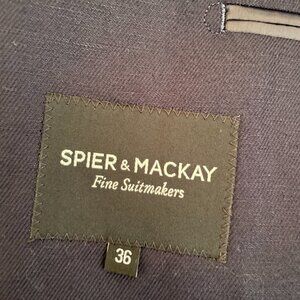 SPIER & MACKAY
Fine Suitmakers
36